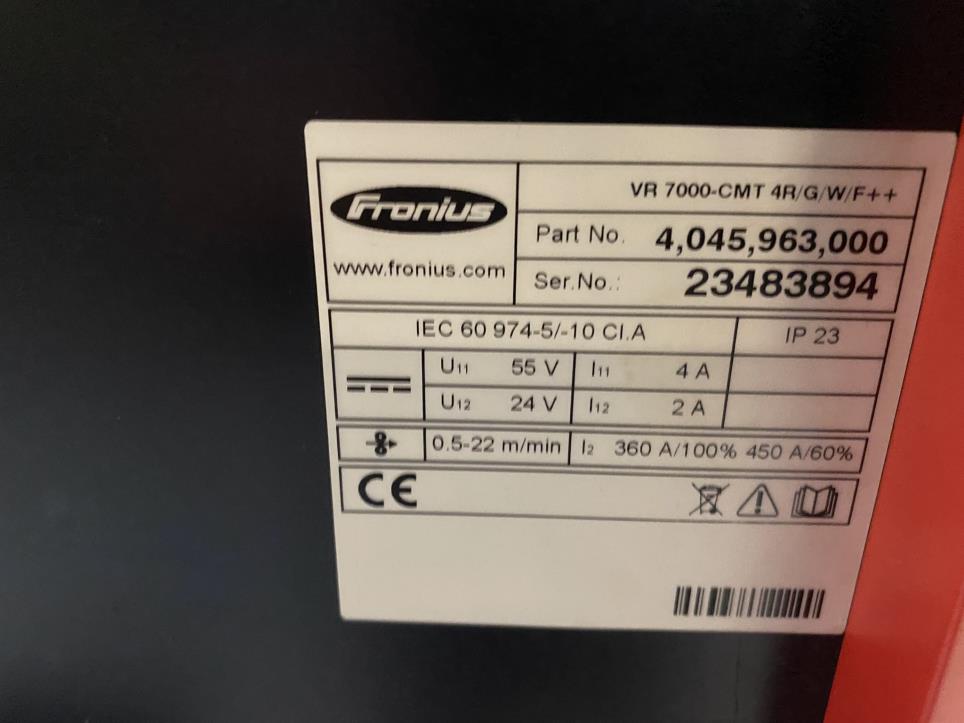 Fronius
www.fronius.com
VR 7000-CMT 4R/G/W/F++
Part No. 4,045,963,000
Ser.No.: 23483894
IEC 60 974-5/-10 Cl.A IP 23
U11 55 V I11 4 A
U12 24 V I12 2 A
0.5-22 m/min I2 360 A/100% 450 A/60%
CE